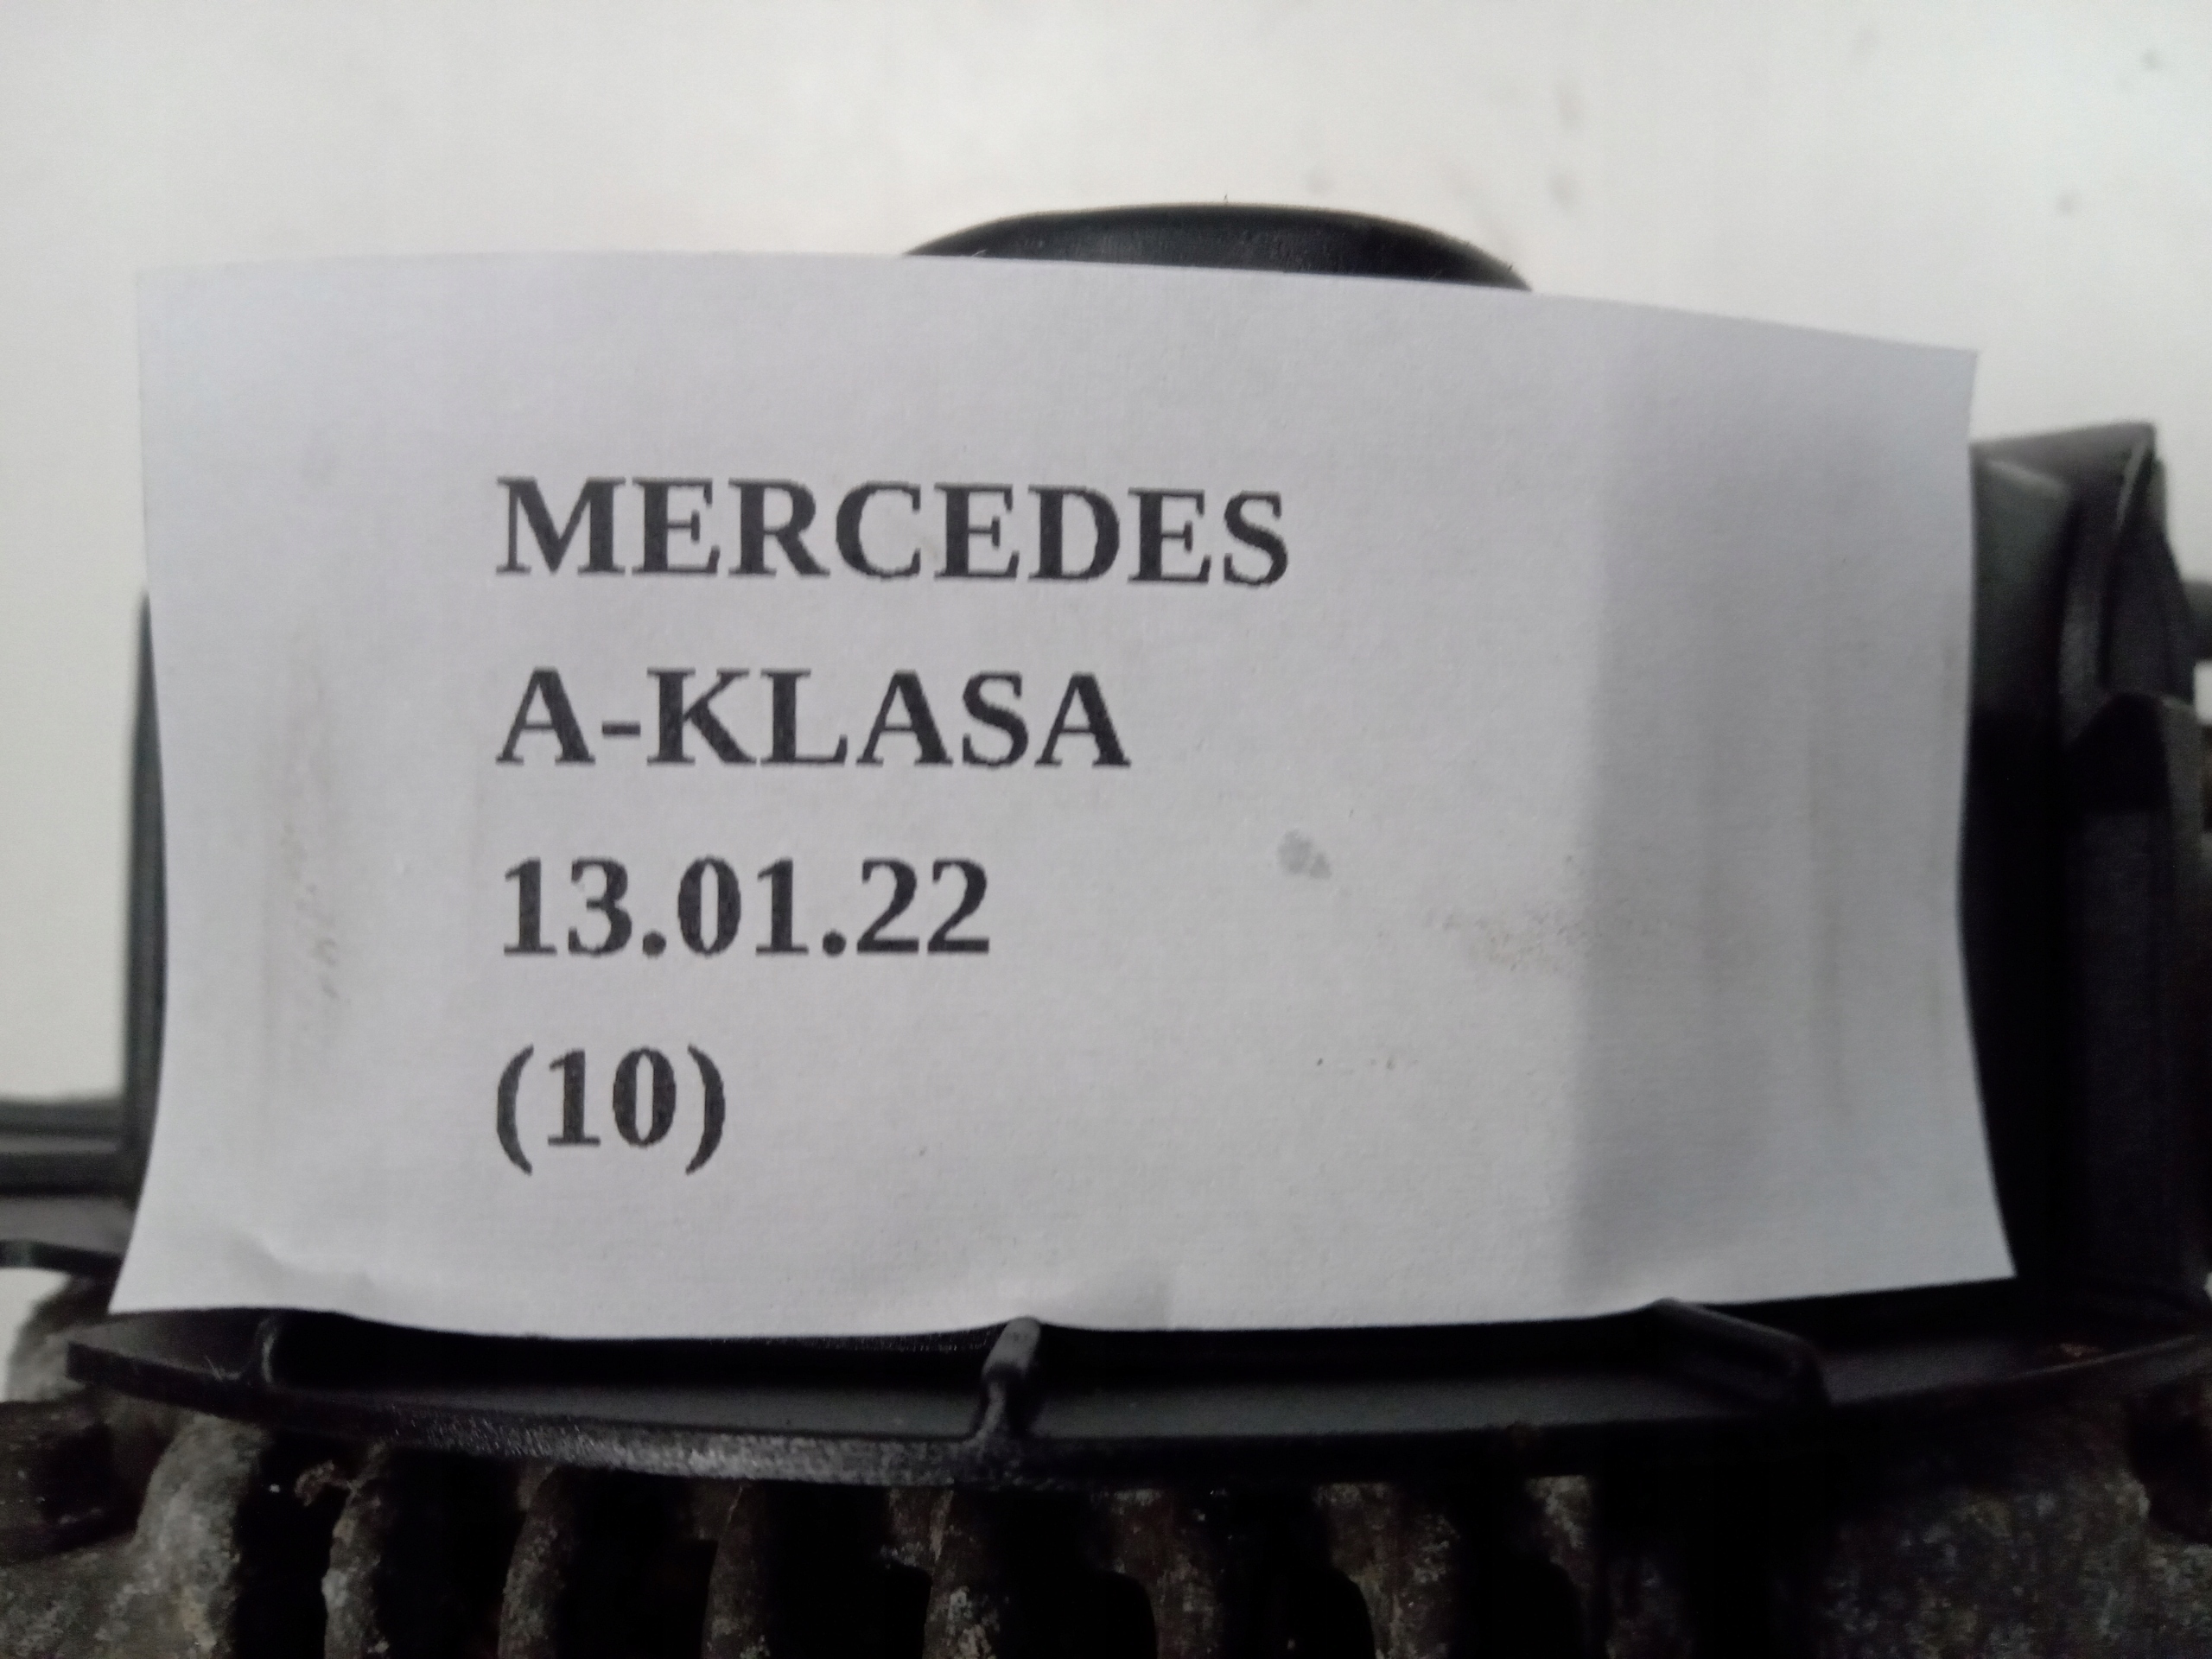 MERCEDES
A-KLASA
13.01.22
(10)